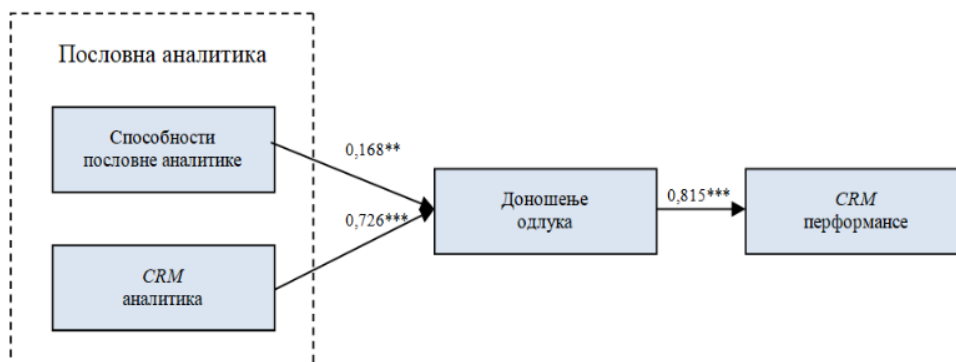 Пословна аналитика
Способности
пословне аналитике
0,168**
0,726***
CRM
аналитика
Доношење
одлука
0,815***
CRM
перформансе